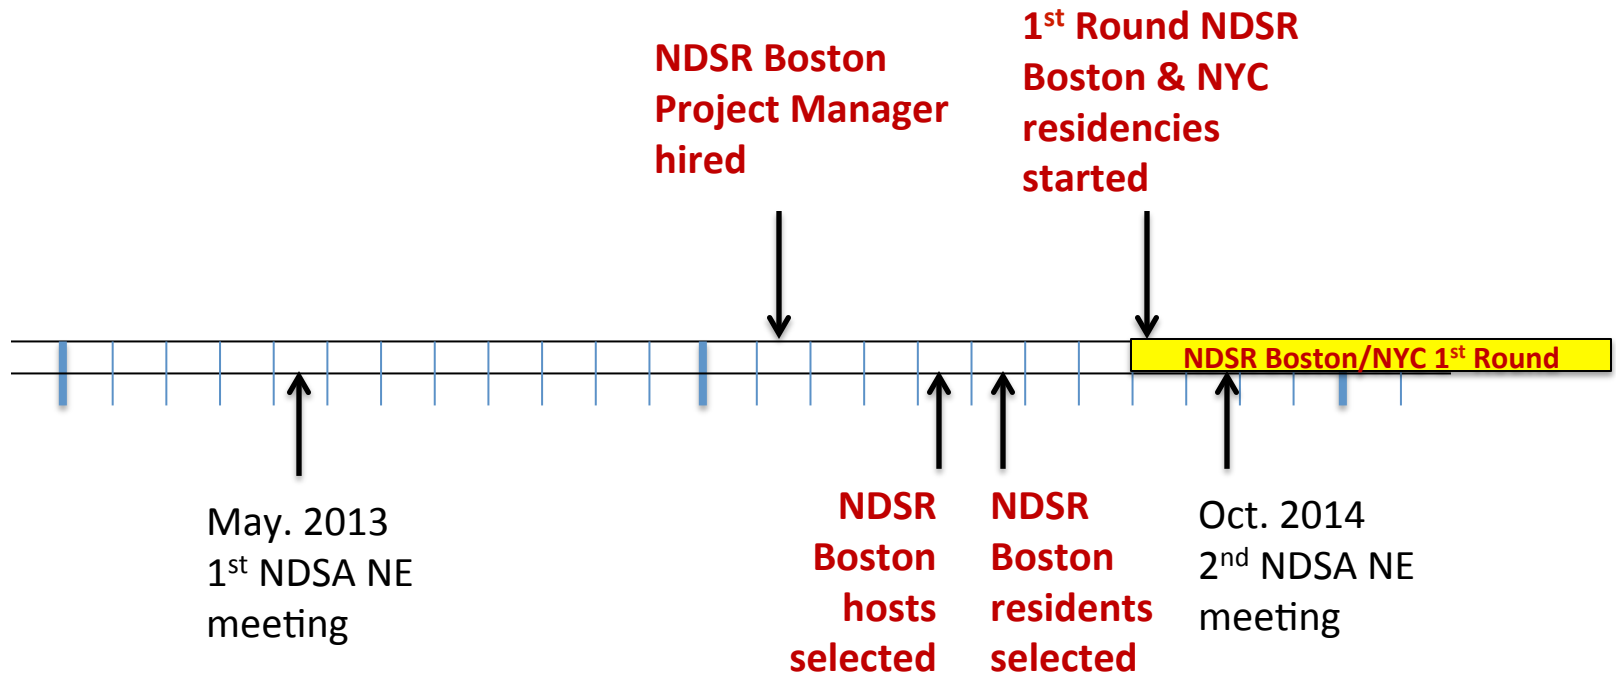 NDSR Boston
Project Manager
hired
1st Round NDSR
Boston & NYC
residencies
started
NDSR Boston/NYC 1st Round
May. 2013
1st NDSA NE
meeting
NDSR
Boston
hosts
selected
NDSR
Boston
residents
selected
Oct. 2014
2nd NDSA NE
meeting